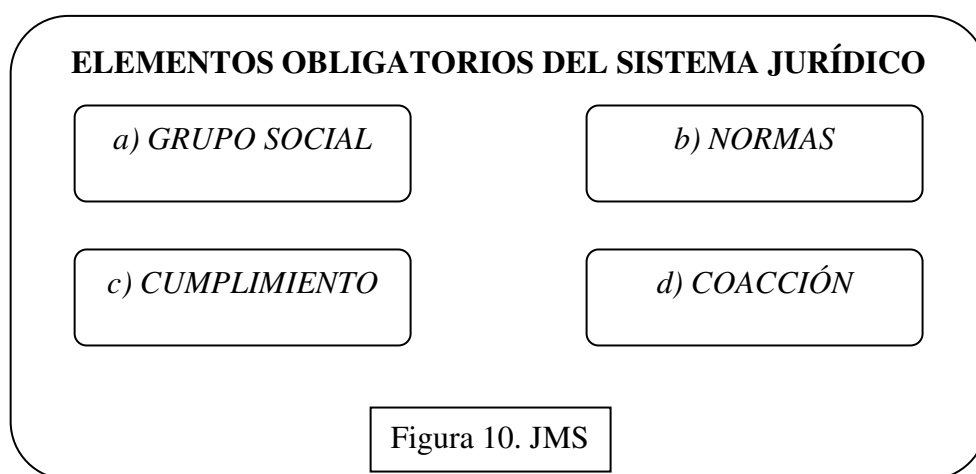 ELEMENTOS OBLIGATORIOS DEL SISTEMA JURÍDICO
a) GRUPO SOCIAL
b) NORMAS
c) CUMPLIMIENTO
d) COACCIÓN
Figura 10. JMS